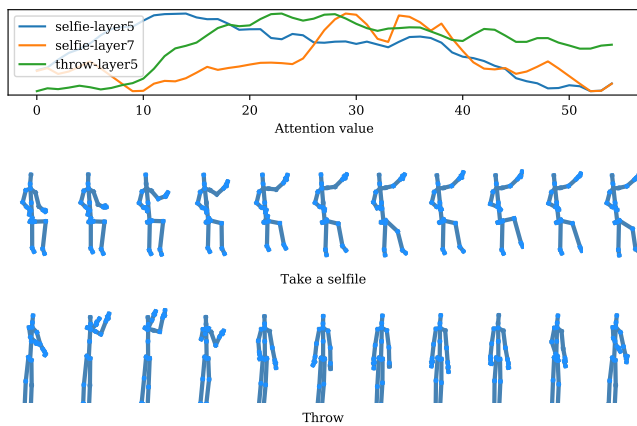 selfie-layer5
selfie-layer7
throw-layer5
0 10 20 30 40 50
Attention value
Take a selfile
Throw